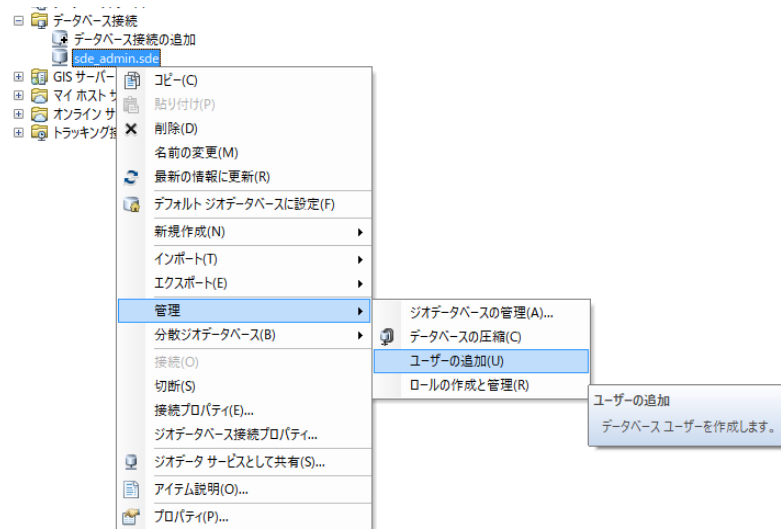 データベース接続
データベース接続の追加
sde_admin.sde
GIS サーバー
マイ ホスト サ
オンライン サ
トラッキング接
コピー(C)
貼り付け(P)
削除(D)
名前の変更(M)
最新の情報に更新(R)
デフォルト ジオデータベースに設定(F)
新規作成(N)
インポート(T)
エクスポート(E)
管理
分散ジオデータベース(B)
接続(O)
切断(S)
接続プロパティ(E)...
ジオデータベース接続プロパティ...
ジオデータ サービスとして共有(S)...
アイテム説明(O)...
プロパティ(P)...
ジオデータベースの管理(A)...
データベースの圧縮(C)
ユーザーの追加(U)
ロールの作成と管理(R)
ユーザーの追加
データベース ユーザーを作成します。